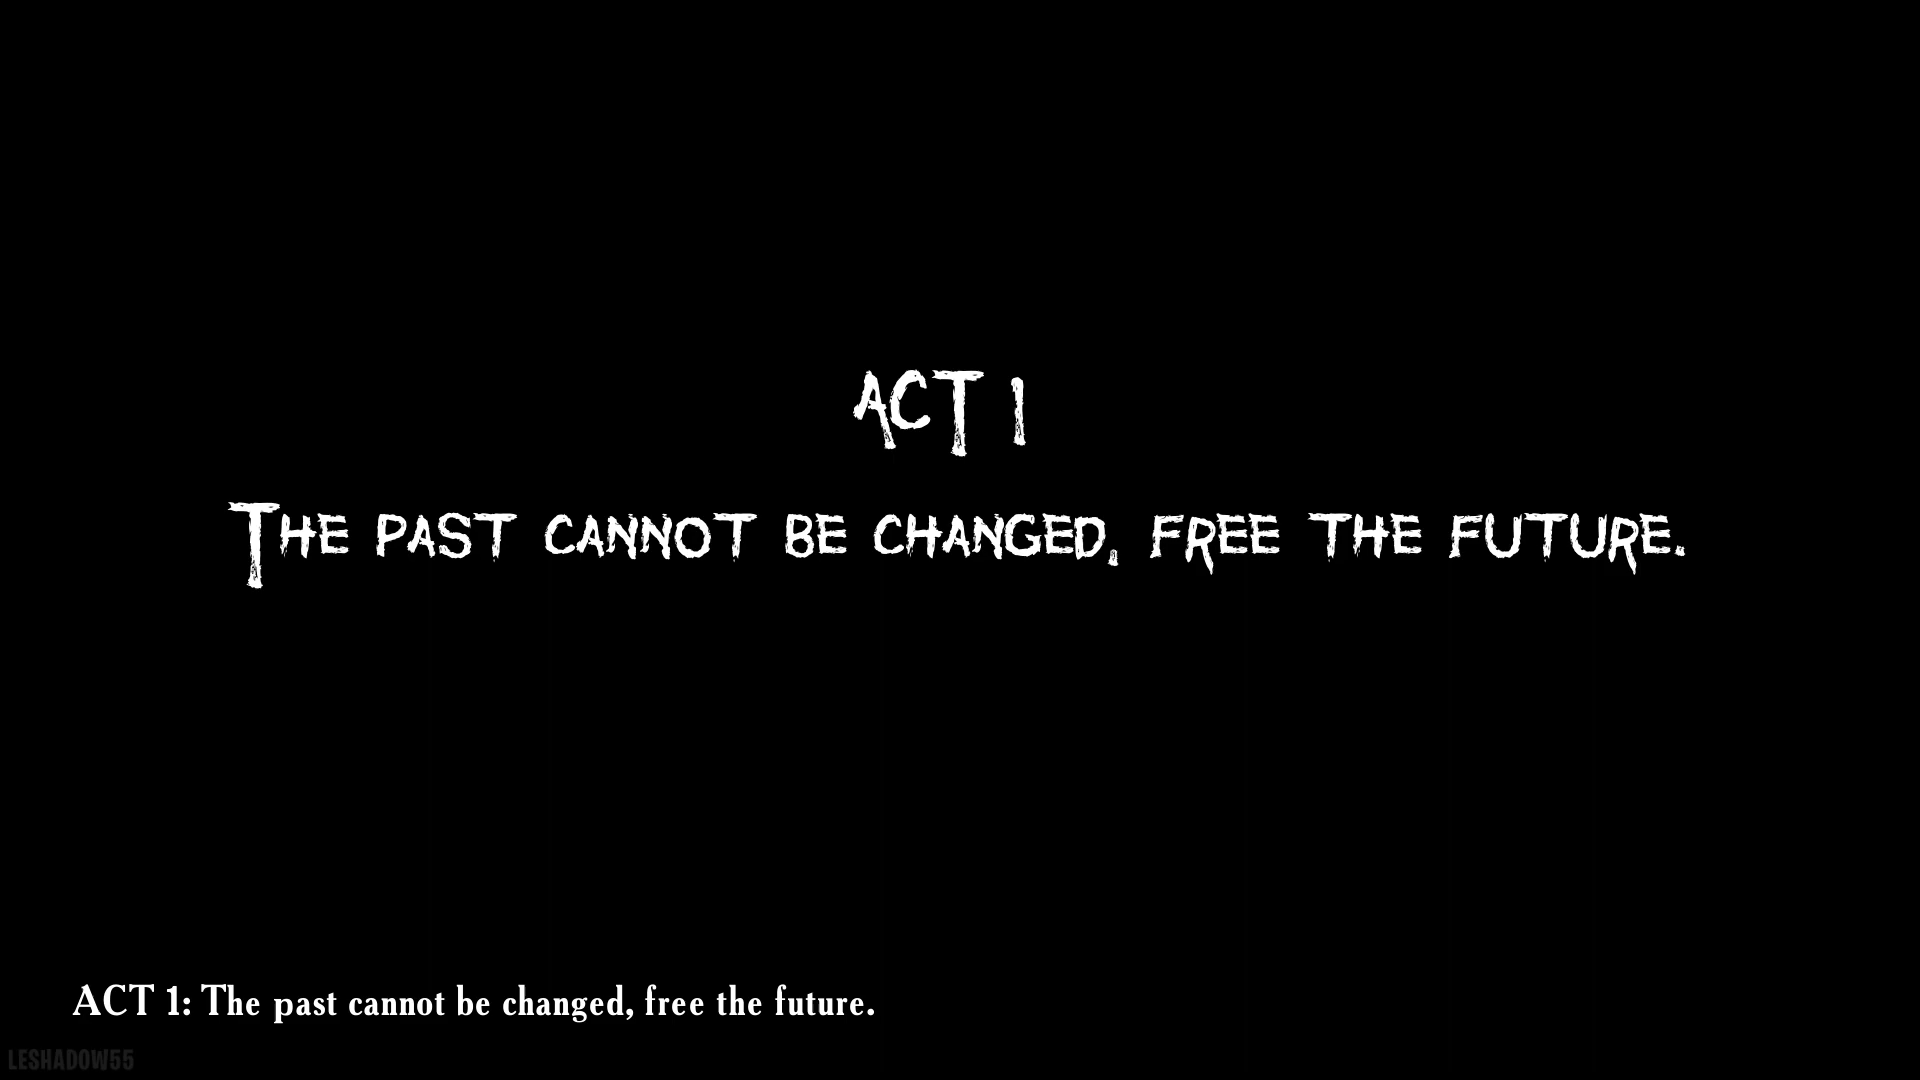 ACT 1
The past cannot be changed, free the future.
ACT 1: The past cannot be changed, free the future.
LESHADOW55